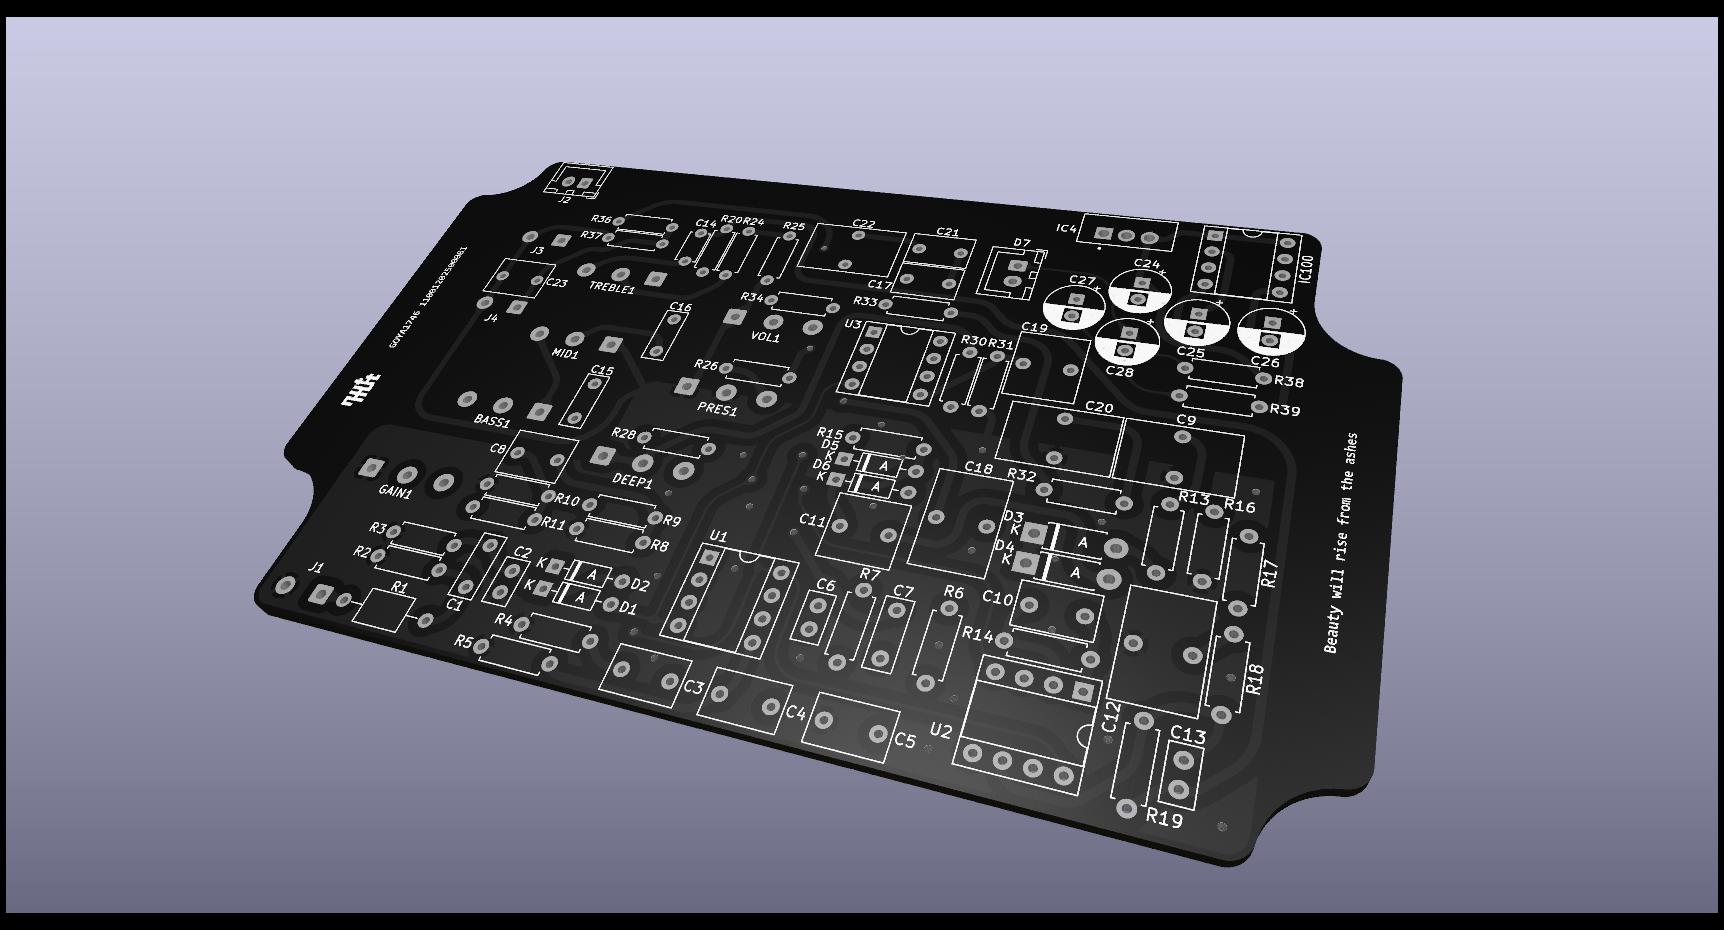 J2
R36
R37
C14
R20
R24
R25
C22
C21
D7
IC4
IC100
J3
C23
J4
TREBLE1
C17
C27
C24
GOYA1746
R34
R33
C16
VOL1
U3
C19
C28
C25
C26
MID1
R30
R31
R38
R39
R26
C15
PRES1
BASS1
C20
C9
R28
R15
D5
K
A
D6
K
A
C8
DEEP1
C18
R32
GAIN1
R10
R11
R9
R8
C11
R13
R16
D3
K
A
D4
K
A
R3
R2
J1
R1
C1
C2
K
A
D2
K
A
D1
U1
R4
R5
C6
R7
C7
R6
C10
R14
R17
R18
C3
C4
C5
U2
C12
C13
R19
Beauty will rise from the ashes